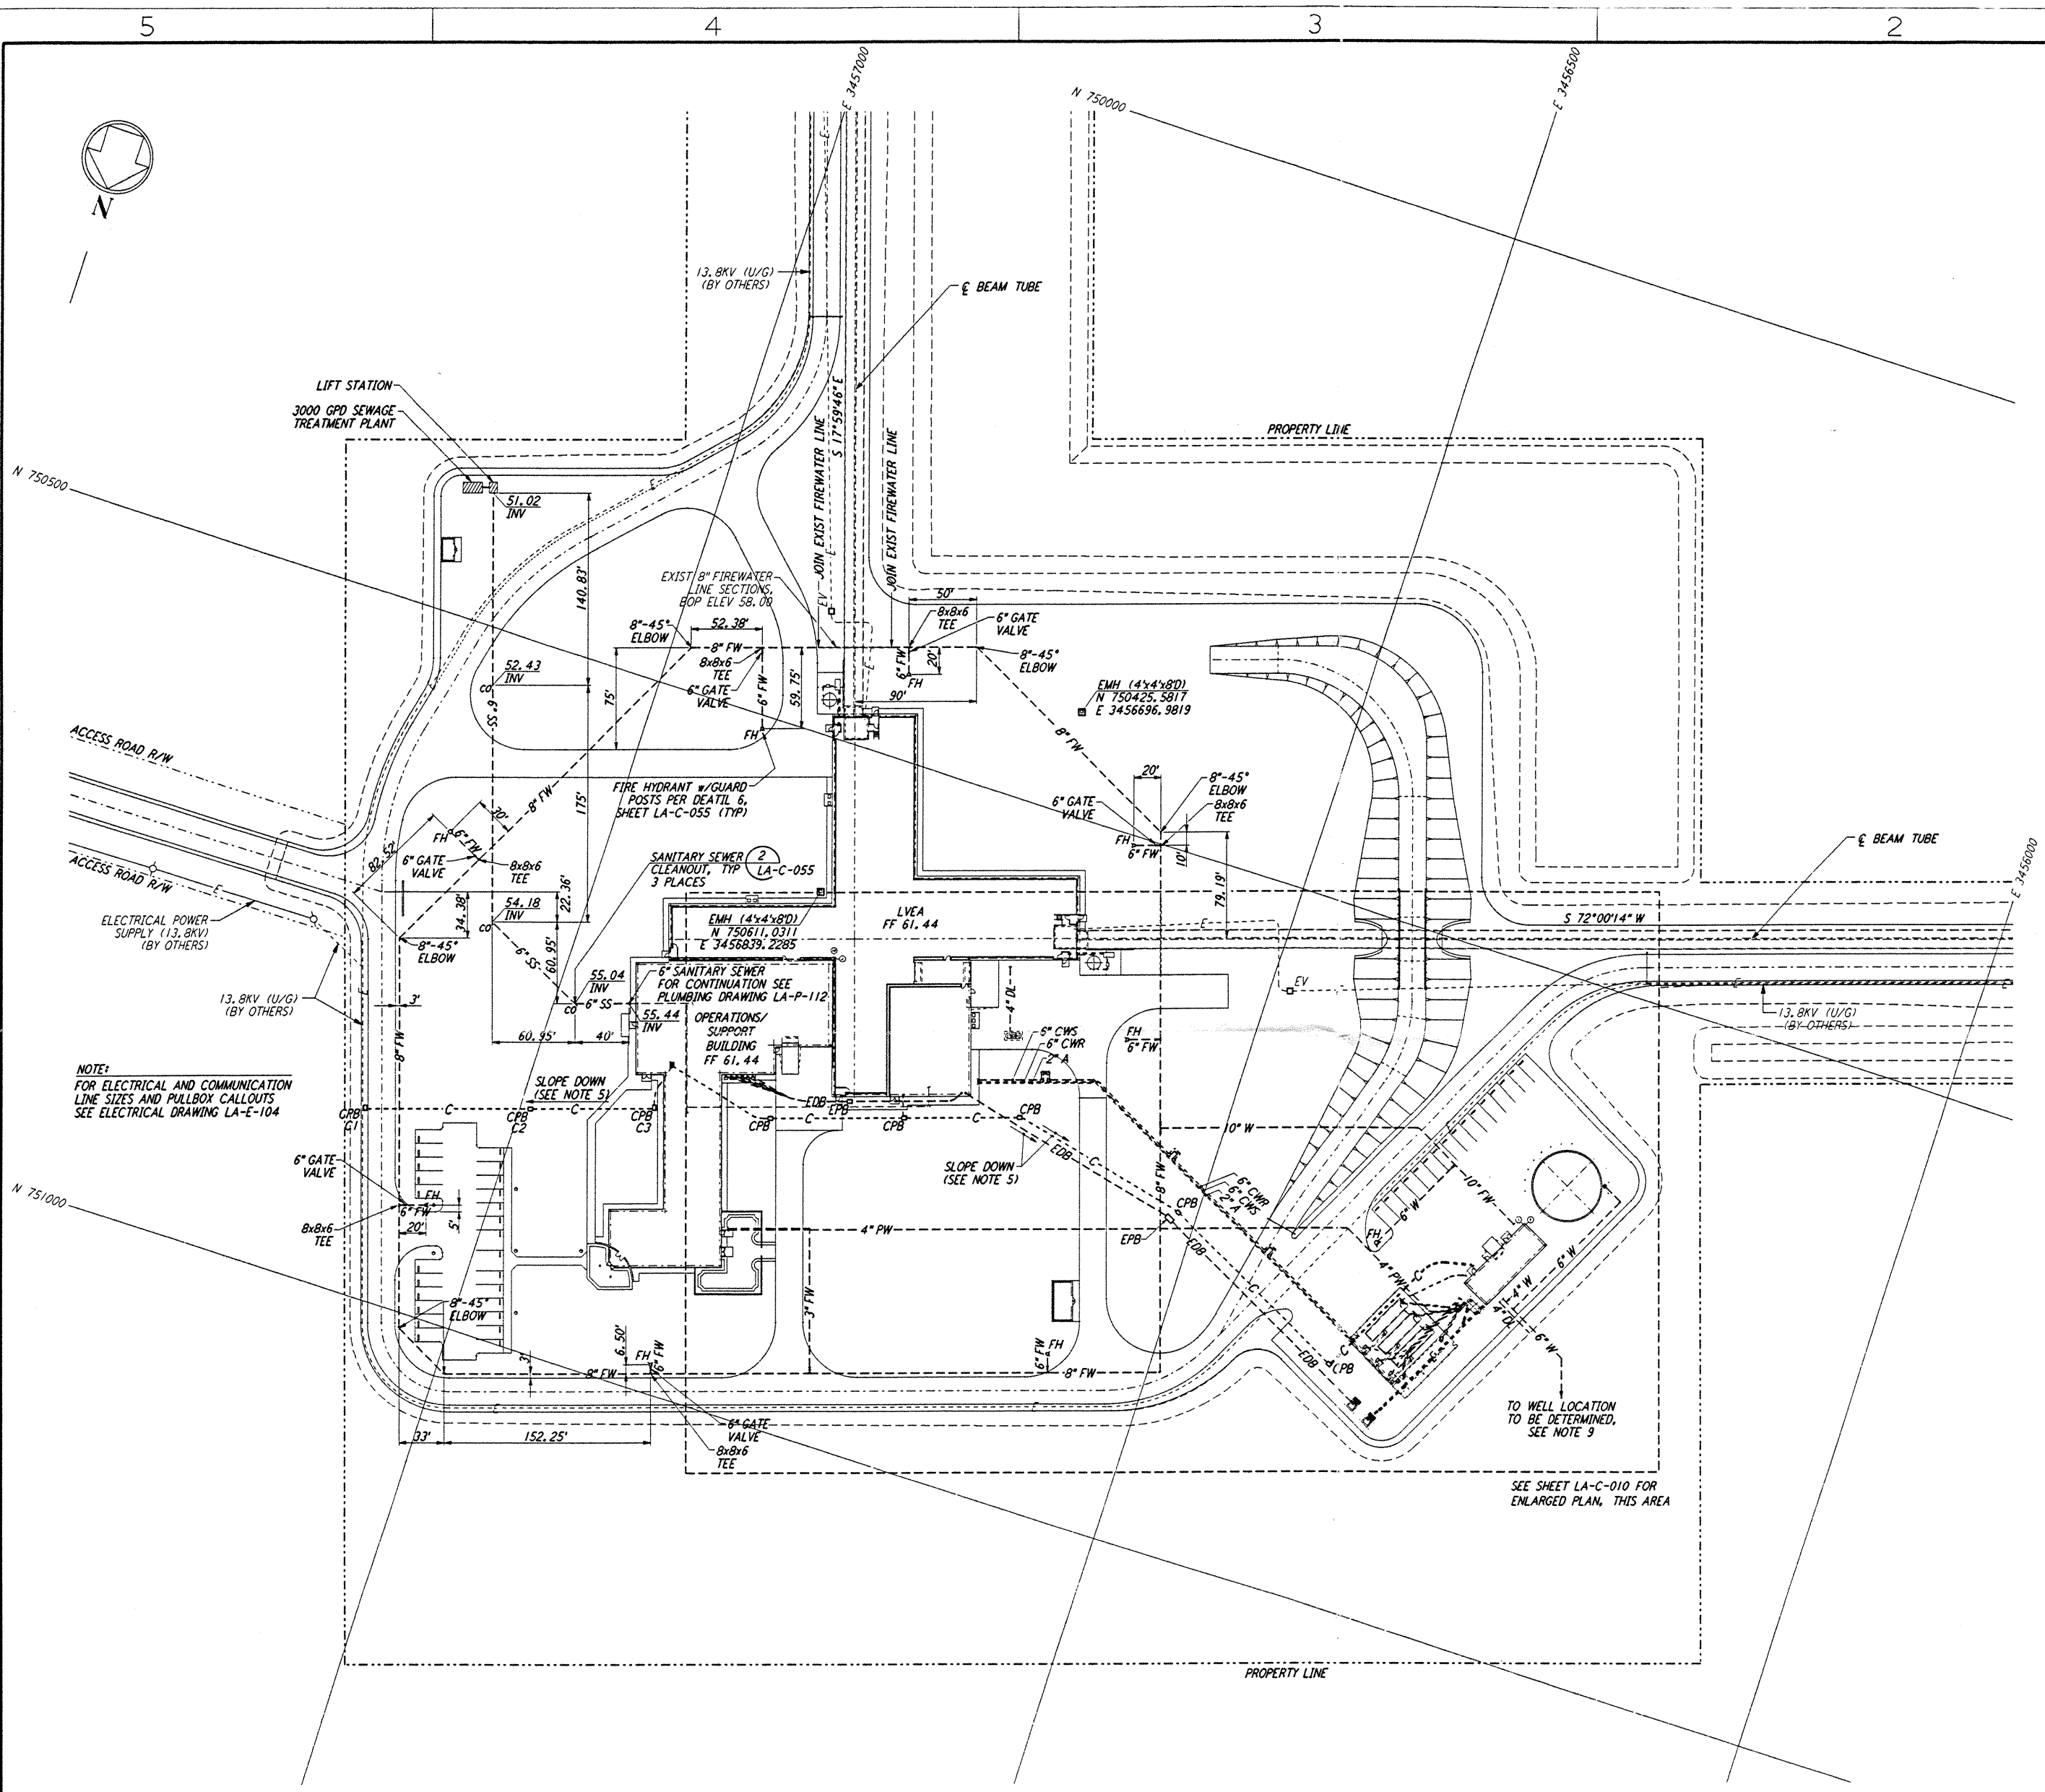 5
4
3
2
E 3457000
N 750000
E 3456500
N
13.8KV (U/G)
(BY OTHERS)
℄ BEAM TUBE
E
LIFT STATION
3000 GPD SEWAGE
TREATMENT PLANT
JOIN EXIST FIREWATER LINE
S 17°59'46" E
JOIN EXIST FIREWATER LINE
PROPERTY LINE
N 750500
51.02
INV
140.83'
EXIST 8" FIREWATER
LINE SECTIONS,
BOP ELEV 58.00
EV
E
50'
8"-45°
ELBOW
52.38'
8x8x6
TEE
6" GATE
VALVE
8" FW
8x8x6
TEE
6" GATE
VALVE
6" FW
59.75'
6" FW
20'
FH
8"-45°
ELBOW
90'
52.43
INV
CO
75'
FH
EMH (4'x4'x8'D)
N 750425.5817
E 3456696.9819
6" SS
ACCESS ROAD R/W
8" FW
175'
FIRE HYDRANT w/GUARD
POSTS PER DEATIL 6,
SHEET LA-C-055 (TYP)
8" FW
20'
8"-45°
ELBOW
6" GATE
VALVE
8x8x6
TEE
FH
6" FW
10'
79.19'
20'
FH
6" FW
82.52
6" GATE
VALVE
8x8x6
TEE
SANITARY SEWER
CLEANOUT, TYP
3 PLACES
2
LA-C-055
℄ BEAM TUBE
E 3456000
ACCESS ROAD R/W
E
22.36'
34.38'
54.18
INV
CO
ELECTRICAL POWER
SUPPLY (13.8KV)
(BY OTHERS)
EMH (4'x4'x8'D)
N 750611.0311
E 3456839.2285
LVEA
FF 61.44
S 72°00'14" W
8"-45°
ELBOW
6" SS
60.95'
55.04
INV
6" SANITARY SEWER
FOR CONTINUATION SEE
PLUMBING DRAWING LA-P-112
CO
6" SS
55.44
INV
4" DL
EV
E
13.8KV (U/G)
(BY OTHERS)
13.8KV (U/G)
(BY OTHERS)
3'
8" FW
60.95'
40'
OPERATIONS/
SUPPORT
BUILDING
FF 61.44
6" CWS
6" CWR
2" A
FH
6" FW
NOTE:
FOR ELECTRICAL AND COMMUNICATION
LINE SIZES AND PULLBOX CALLOUTS
SEE ELECTRICAL DRAWING LA-E-104
SLOPE DOWN
(SEE NOTE 5)
CPB
C1
C
CPB
C2
C
CPB
C3
EDB
EPB
CPB
C
CPB
C
CPB
10" W
SLOPE DOWN
(SEE NOTE 5)
EDB
C
8" FW
6" GATE
VALVE
10" FW
6" CWR
6" CWS
2" A
6" W
N 751000
FH
6" FW
8x8x6
TEE
20'
5'
4" PW
CPB
EPB
EDB
C
FH
4" PW
C
6" W
4" W
4" DL
6" W
8"-45°
ELBOW
3" FW
6.50'
3'
FH
6" FW
8" FW
6" FW
FH
8" FW
EDB
C
CPB
E
TO WELL LOCATION
TO BE DETERMINED,
SEE NOTE 9
33'
152.25'
6" GATE
VALVE
8x8x6
TEE
SEE SHEET LA-C-010 FOR
ENLARGED PLAN, THIS AREA
PROPERTY LINE